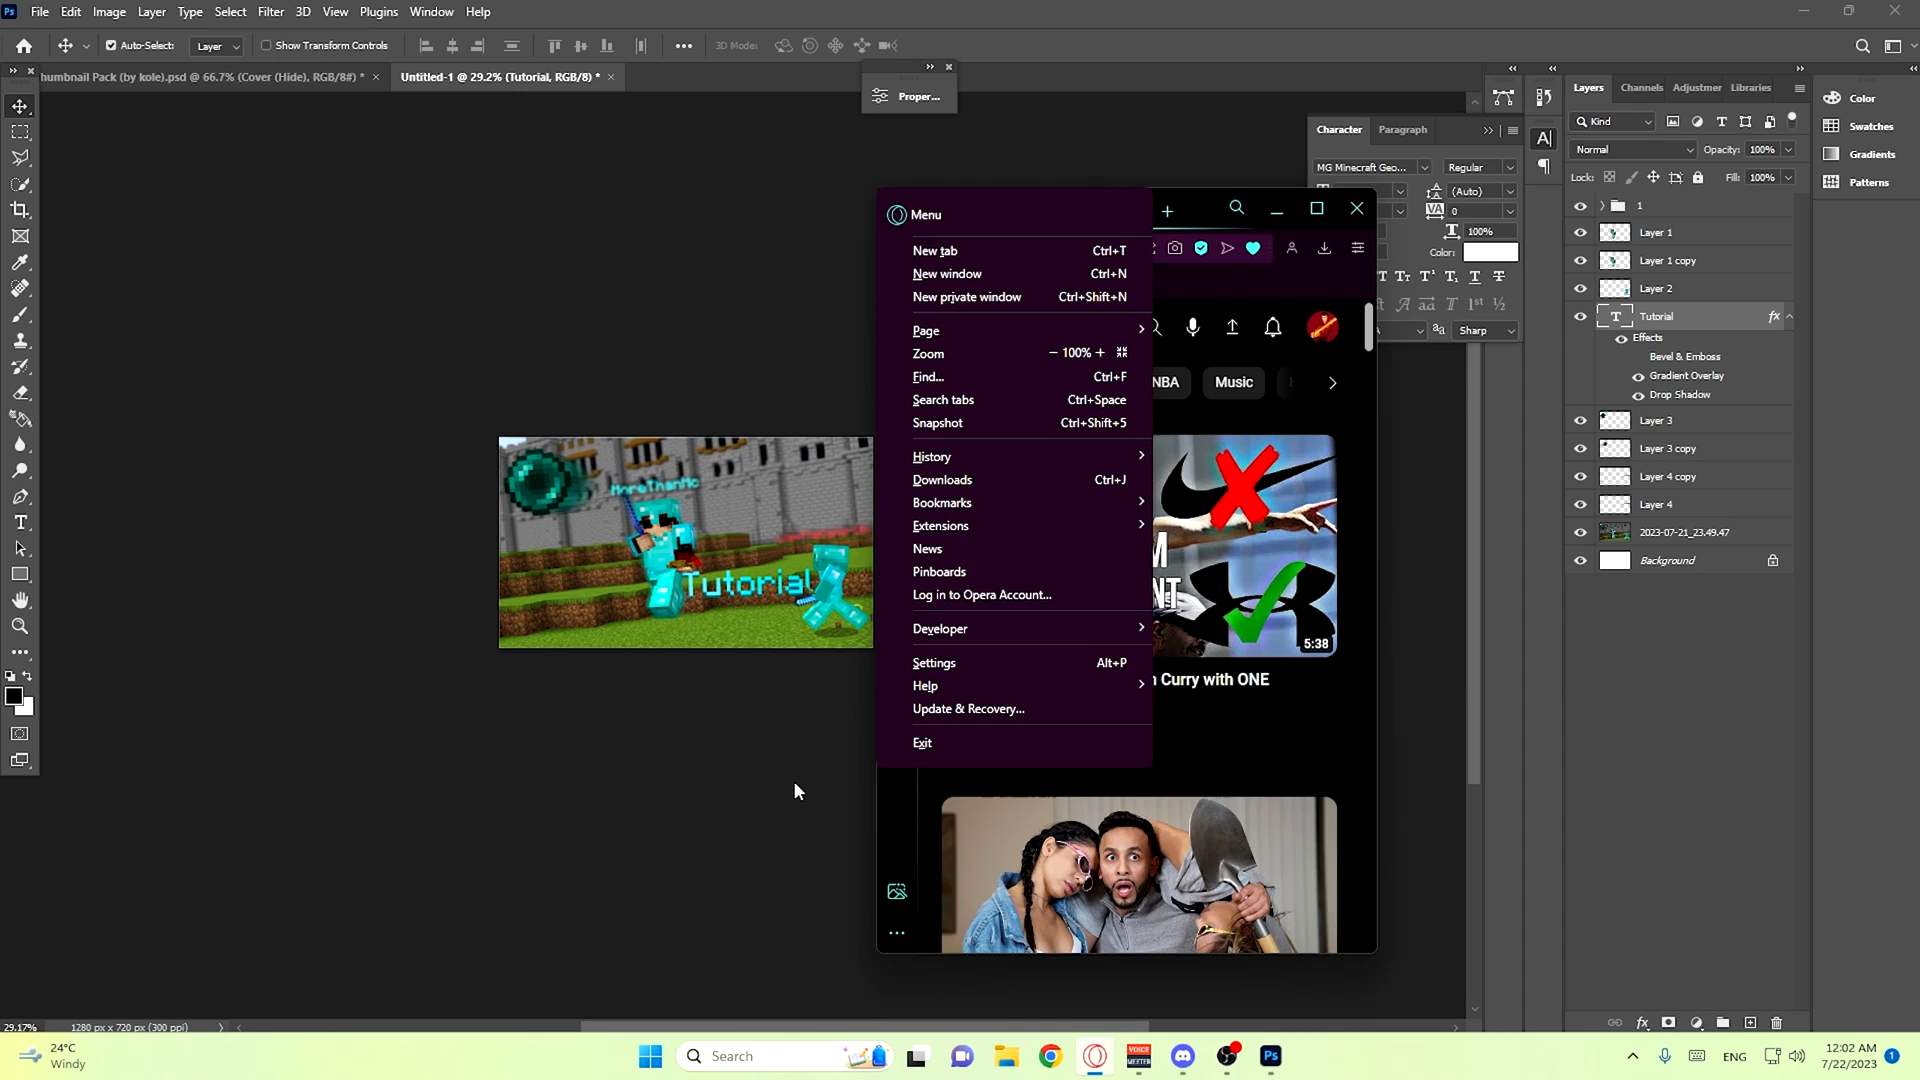 Ps File Edit Image Layer Type Select Filter 3D View Plugins Window Help
Auto-Select: Layer Show Transform Controls 3D Mode:
humbnail Pack (by kole).psd @ 66.7% (Cover (Hide), RGB/8#) * × Untitled-1 @ 29.2% (Tutorial, RGB/8) * ×
Proper...
Character Paragraph
MG Minecraft Geo... Regular
(Auto)
VA 0
100%
Color:
Sharp
Layers Channels Adjustmer Libraries
Kind
Normal Opacity: 100%
Lock: Fill: 100%
1
Layer 1
Layer 1 copy
Layer 2
Tutorial fx
Effects
Bevel & Emboss
Gradient Overlay
Drop Shadow
Layer 3
Layer 3 copy
Layer 4 copy
Layer 4
2023-07-21_23.49.47
Background
Color
Swatches
Gradients
Patterns
Menu
New tab Ctrl+T
New window Ctrl+N
New private window Ctrl+Shift+N
Page
Zoom − 100% +
Find... Ctrl+F
Search tabs Ctrl+Space
Snapshot Ctrl+Shift+5
History
Downloads Ctrl+J
Bookmarks
Extensions
News
Pinboards
Log in to Opera Account...
Developer
Settings Alt+P
Help
Update & Recovery...
Exit
NBA Music
5:38
Curry with ONE
MoreThanMc
Tutorial
29.17% 1280 px x 720 px (300 ppi)
24°C
Windy
Search
VOICE
MEETER
Ps
ENG
12:02 AM
7/22/2023
1